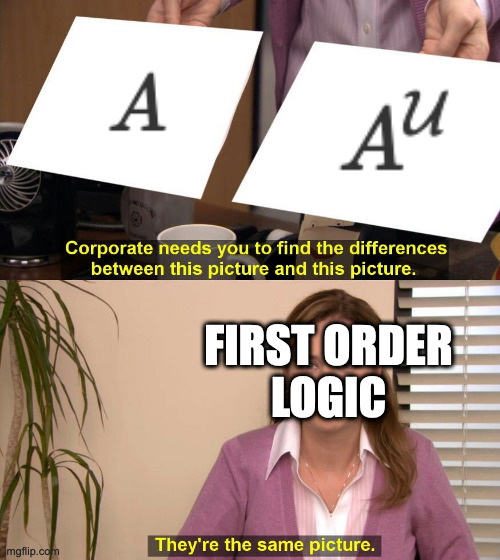 A
A^U
Corporate needs you to find the differences
between this picture and this picture.
FIRST ORDER
LOGIC
They're the same picture.
imgflip.com